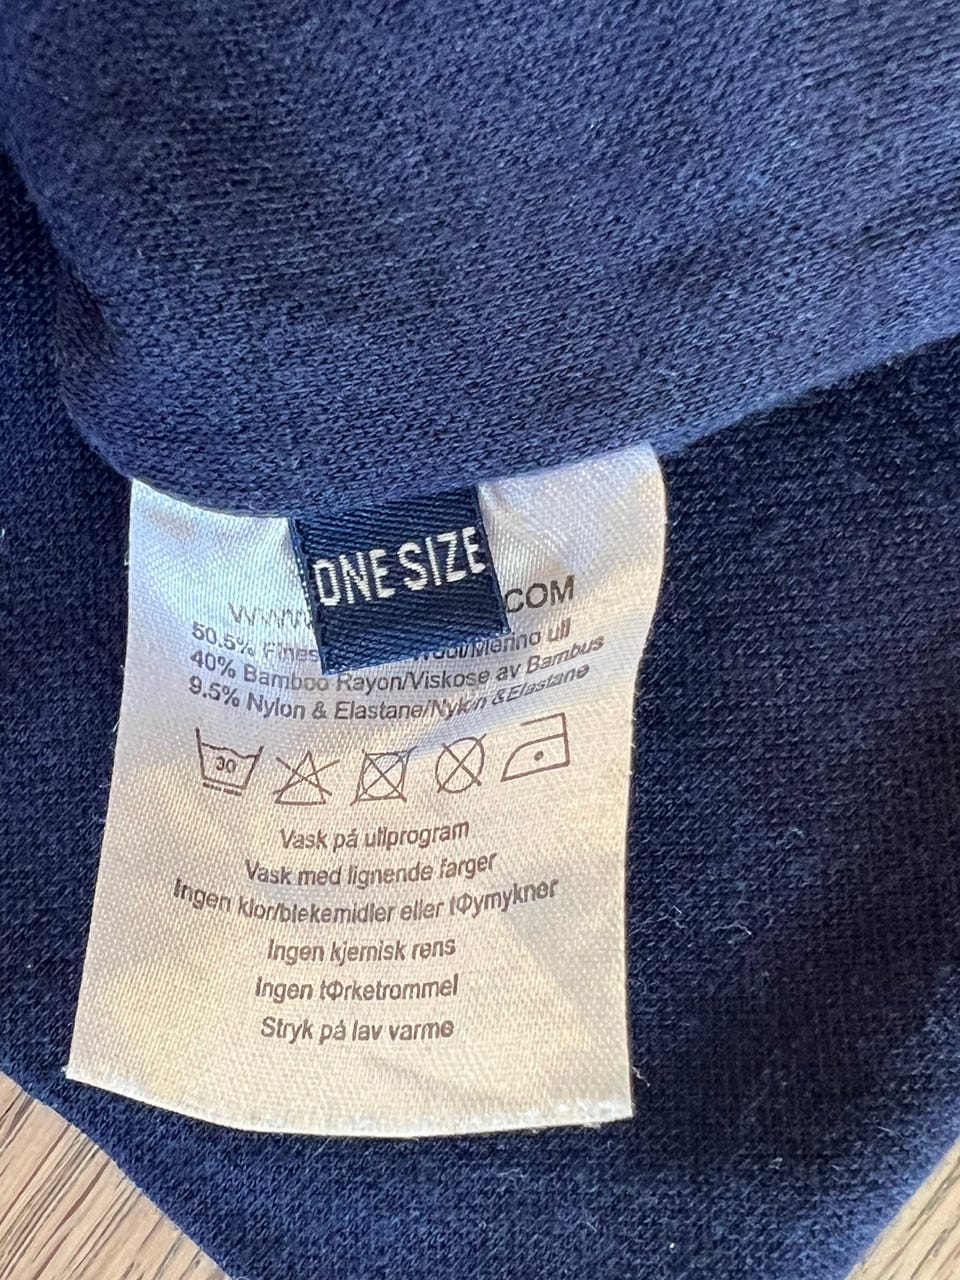 ONE SIZE
WWW. COM
50.5% Wool/Merino ull
40% Bamboo Rayon/Viskose av Bambus
9.5% Nylon & Elastane/Nylon & Elastane
30
Vask på ullprogram
Vask med lignende farger
Ingen klor/blekemidler eller tΦymykner
Ingen kjemisk rens
Ingen tΦrketrommel
Stryk på lav varme